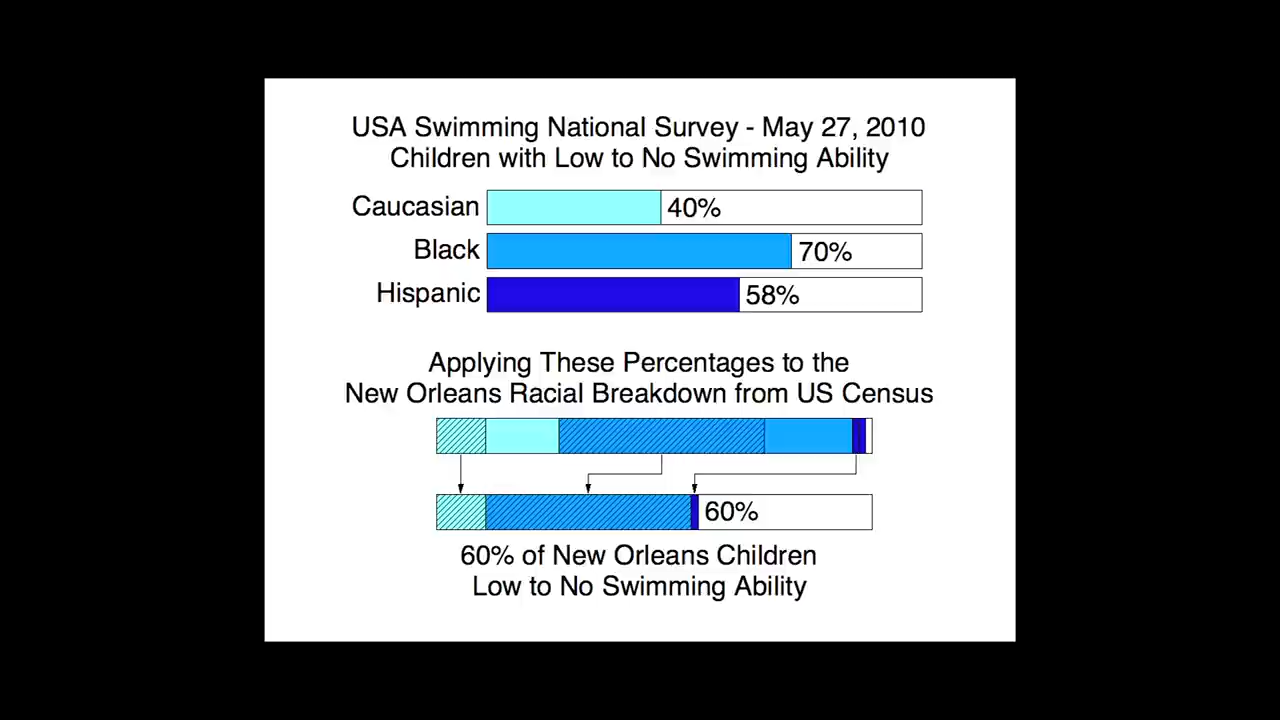 USA Swimming National Survey - May 27, 2010
Children with Low to No Swimming Ability
Caucasian 40%
Black 70%
Hispanic 58%
Applying These Percentages to the
New Orleans Racial Breakdown from US Census
60%
60% of New Orleans Children
Low to No Swimming Ability